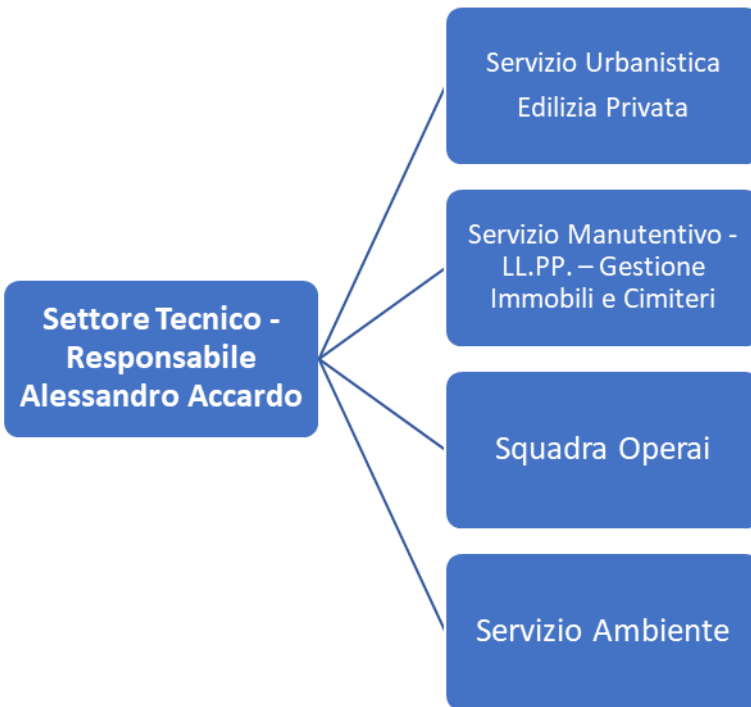 Settore Tecnico -
Responsabile
Alessandro Accardo
Servizio Urbanistica
Edilizia Privata
Servizio Manutentivo -
LL.PP. – Gestione
Immobili e Cimiteri
Squadra Operai
Servizio Ambiente